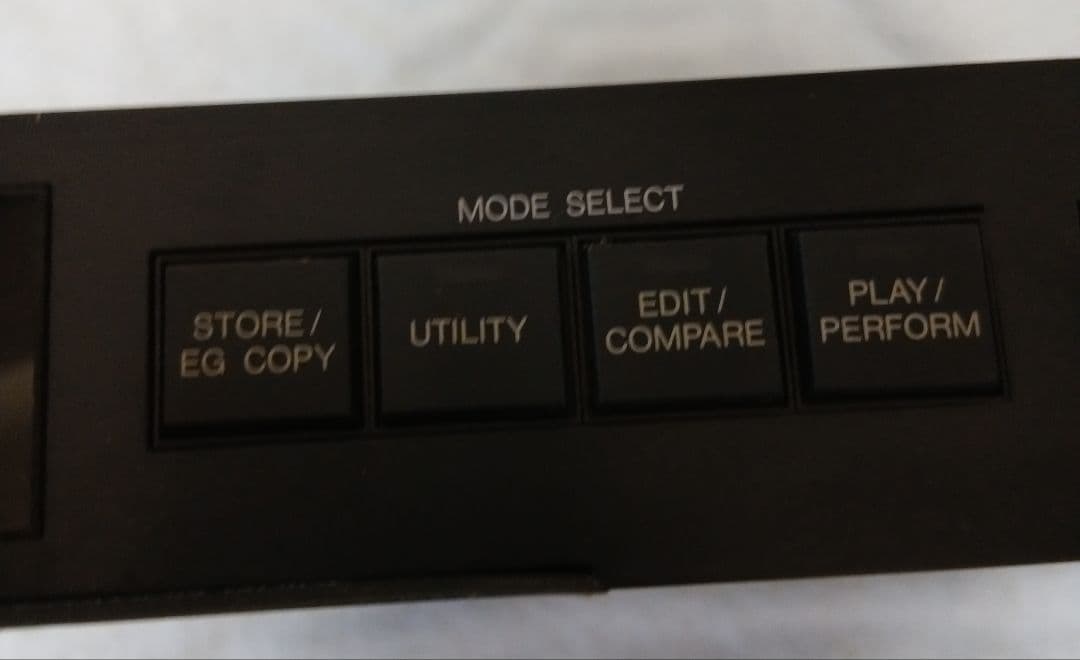 MODE SELECT
STORE/
EG COPY
UTILITY
EDIT/
COMPARE
PLAY/
PERFORM